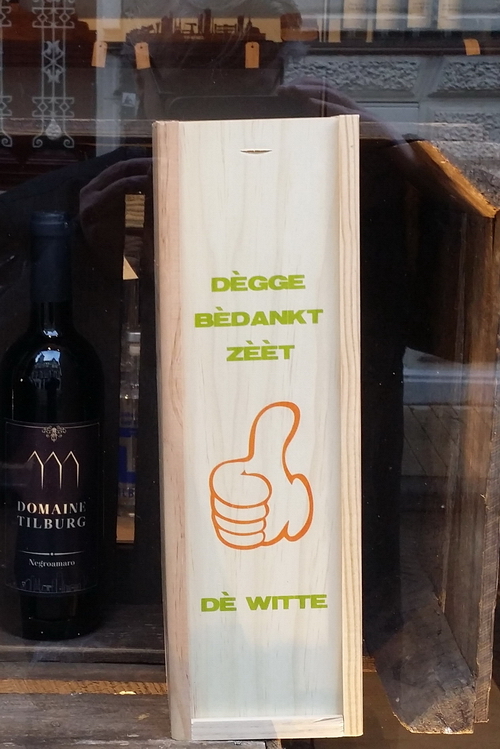 DÈGGE
BÈDANKT
ZÈÈT
DÈ WITTE
DOMAINE
TILBURG
Negroamaro